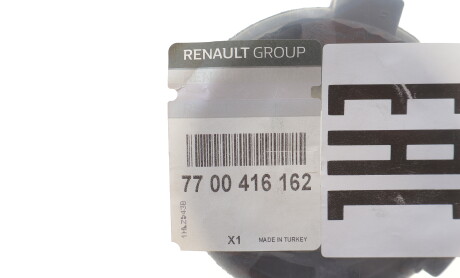 RENAULT GROUP
77 00 416 162
X1
MADE IN TURKEY
EAC